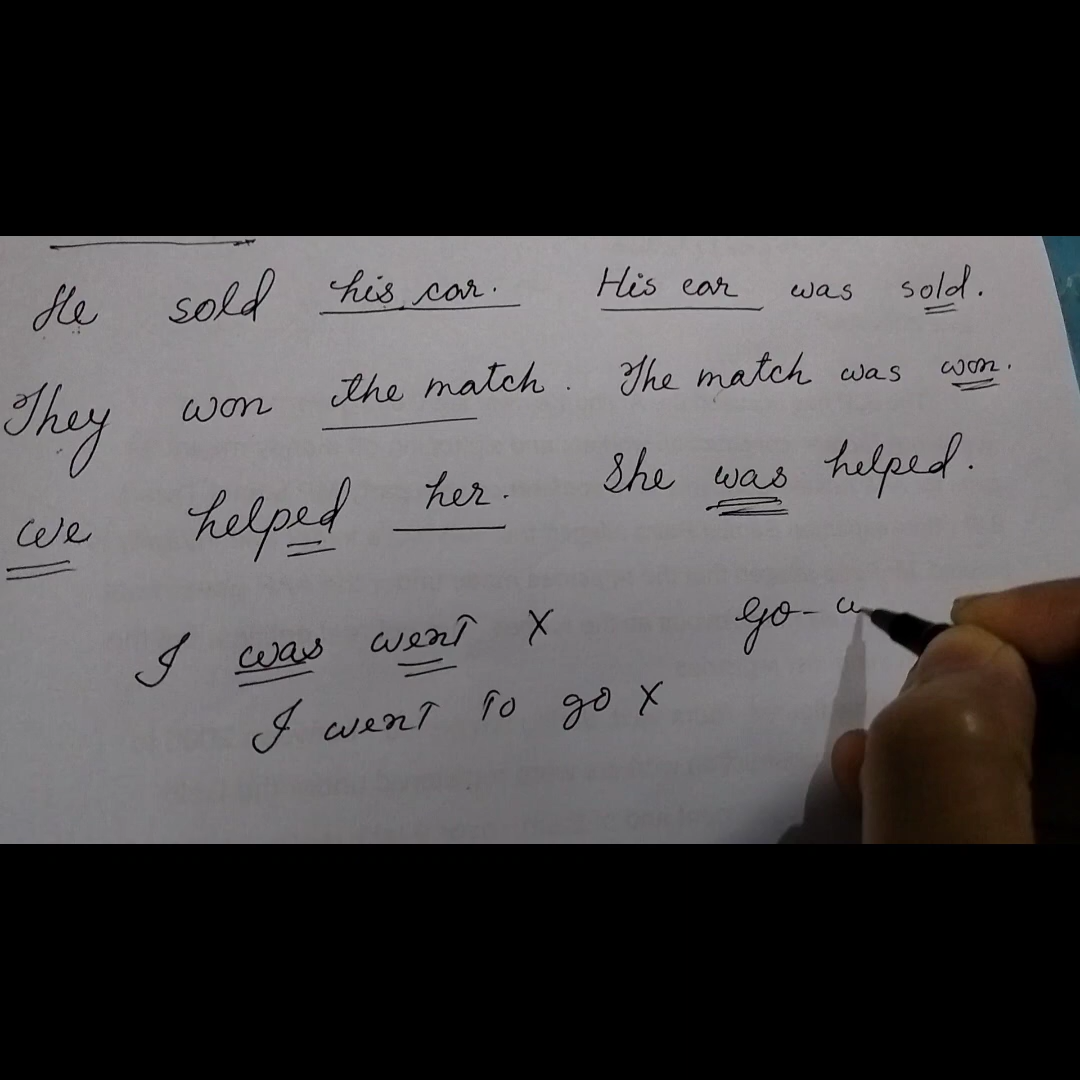 He sold his car. His car was sold.
They won the match. The match was won.
we helped her. She was helped.
I was went X go-
I went to go X